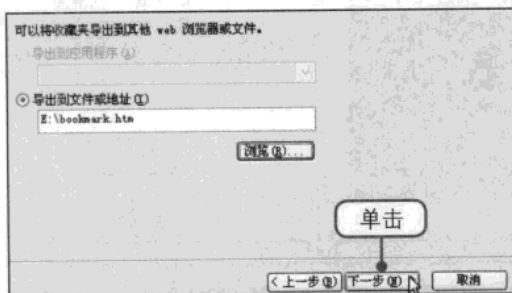 可以将收藏夹导出到其他 web 浏览器或文件。
导出到应用程序(A)
导出到文件或地址(I)
E:\bookmark.htm
浏览(R)...
单击
<上一步(B) 下一步(N) 取消